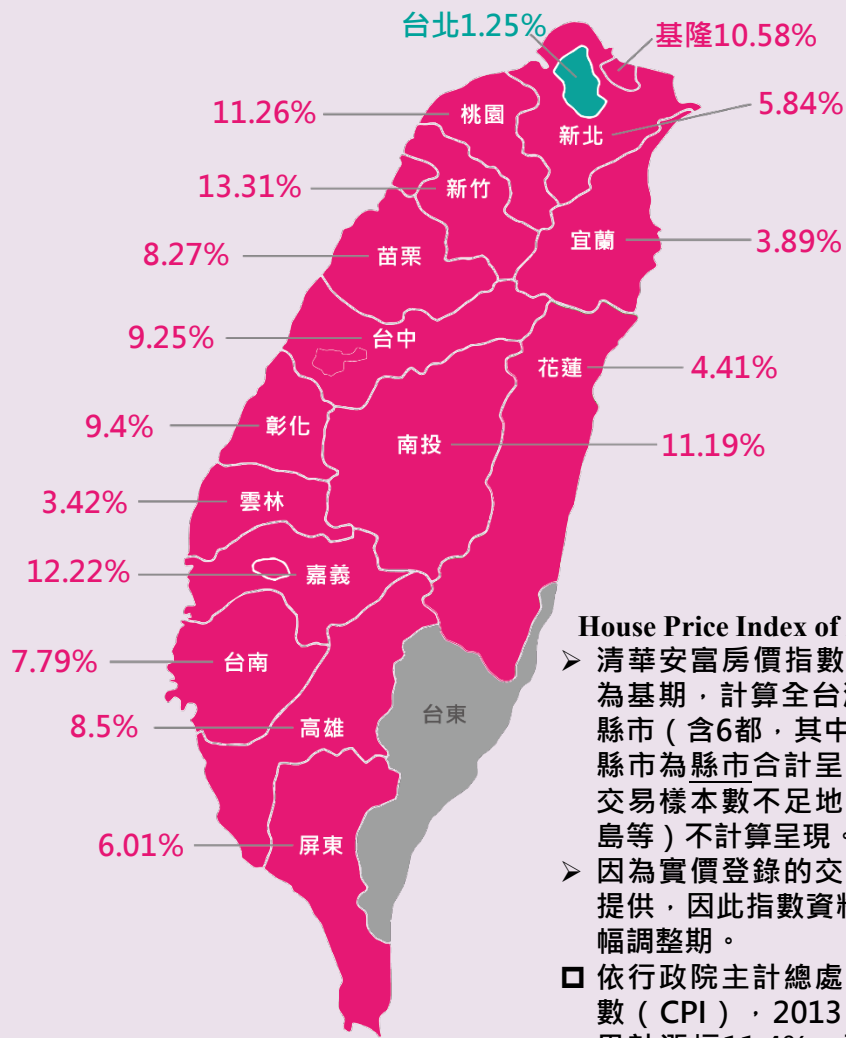 台北1.25%
基隆10.58%
11.26%
桃園
5.84%
新北
13.31%
新竹
8.27%
苗栗
宜蘭
3.89%
9.25%
台中
花蓮
4.41%
9.4%
彰化
南投
11.19%
3.42%
雲林
12.22%
嘉義
7.79%
台南
8.5%
高雄
台東
6.01%
屏東
House Price Index of
➢ 清華安富房價指數
為基期，計算全台
縣市（含6都，其中
縣市為縣市合計呈
交易樣本數不足地
島等）不計算呈現。
➢ 因為實價登錄的交
提供，因此指數資
幅調整期。
❑ 依行政院主計總處
數（CPI），2013